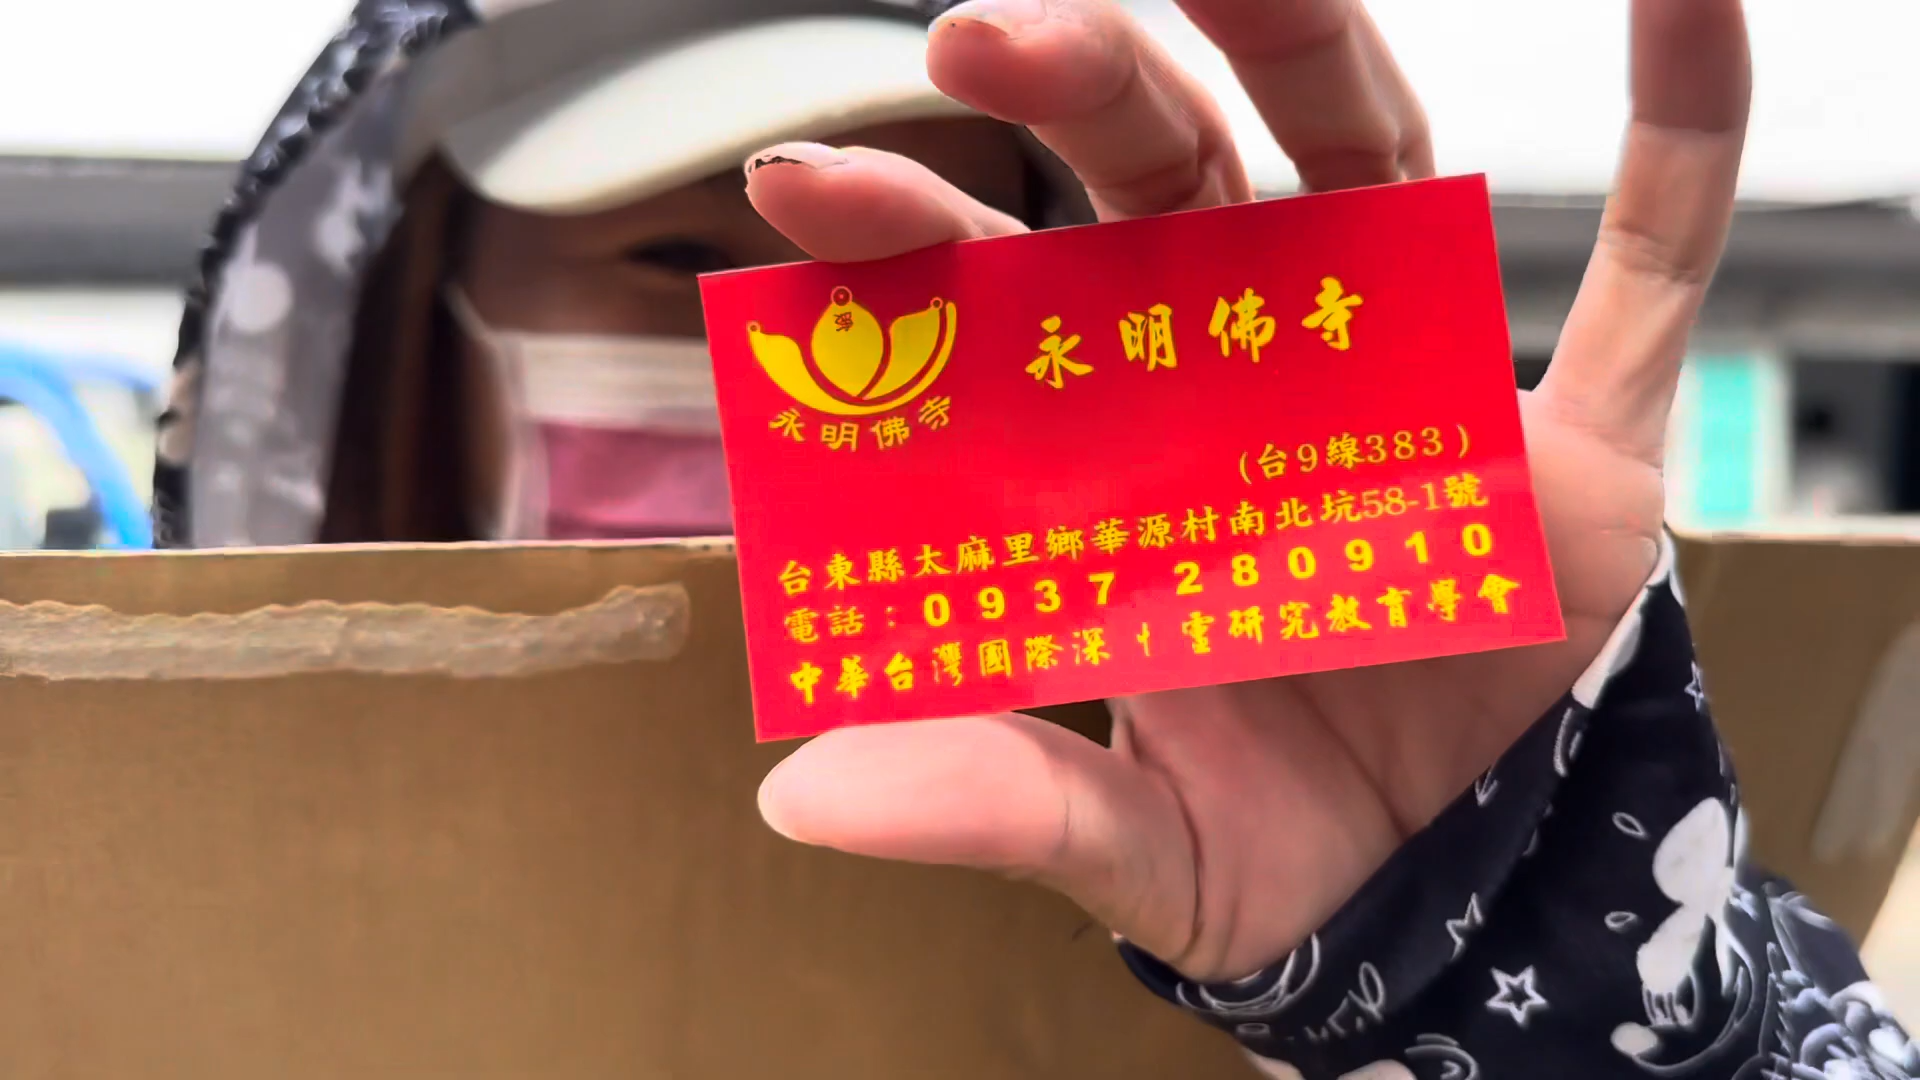 永明佛寺
永明佛寺
(台9線383)
台東縣太麻里鄉華源村南北坑58-1號
電話：0937 280910
中華台灣國際深忄靈研究教育學會